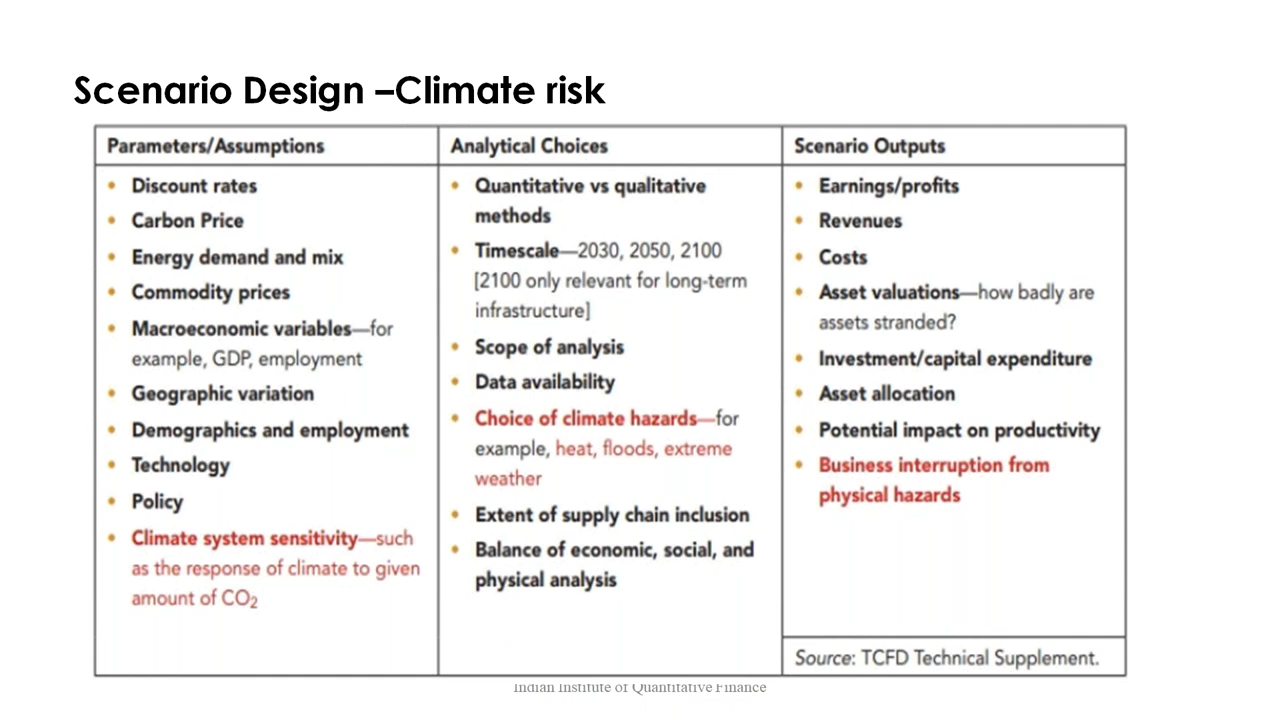 Scenario Design –Climate risk
Parameters/Assumptions
• Discount rates
• Carbon Price
• Energy demand and mix
• Commodity prices
• Macroeconomic variables—for
example, GDP, employment
• Geographic variation
• Demographics and employment
• Technology
• Policy
• Climate system sensitivity—such
as the response of climate to given
amount of CO₂
Analytical Choices
• Quantitative vs qualitative
methods
• Timescale—2030, 2050, 2100
[2100 only relevant for long-term
infrastructure]
• Scope of analysis
• Data availability
• Choice of climate hazards—for
example, heat, floods, extreme
weather
• Extent of supply chain inclusion
• Balance of economic, social, and
physical analysis
Scenario Outputs
• Earnings/profits
• Revenues
• Costs
• Asset valuations—how badly are
assets stranded?
• Investment/capital expenditure
• Asset allocation
• Potential impact on productivity
• Business interruption from
physical hazards
Source: TCFD Technical Supplement.
Indian Institute of Quantitative Finance